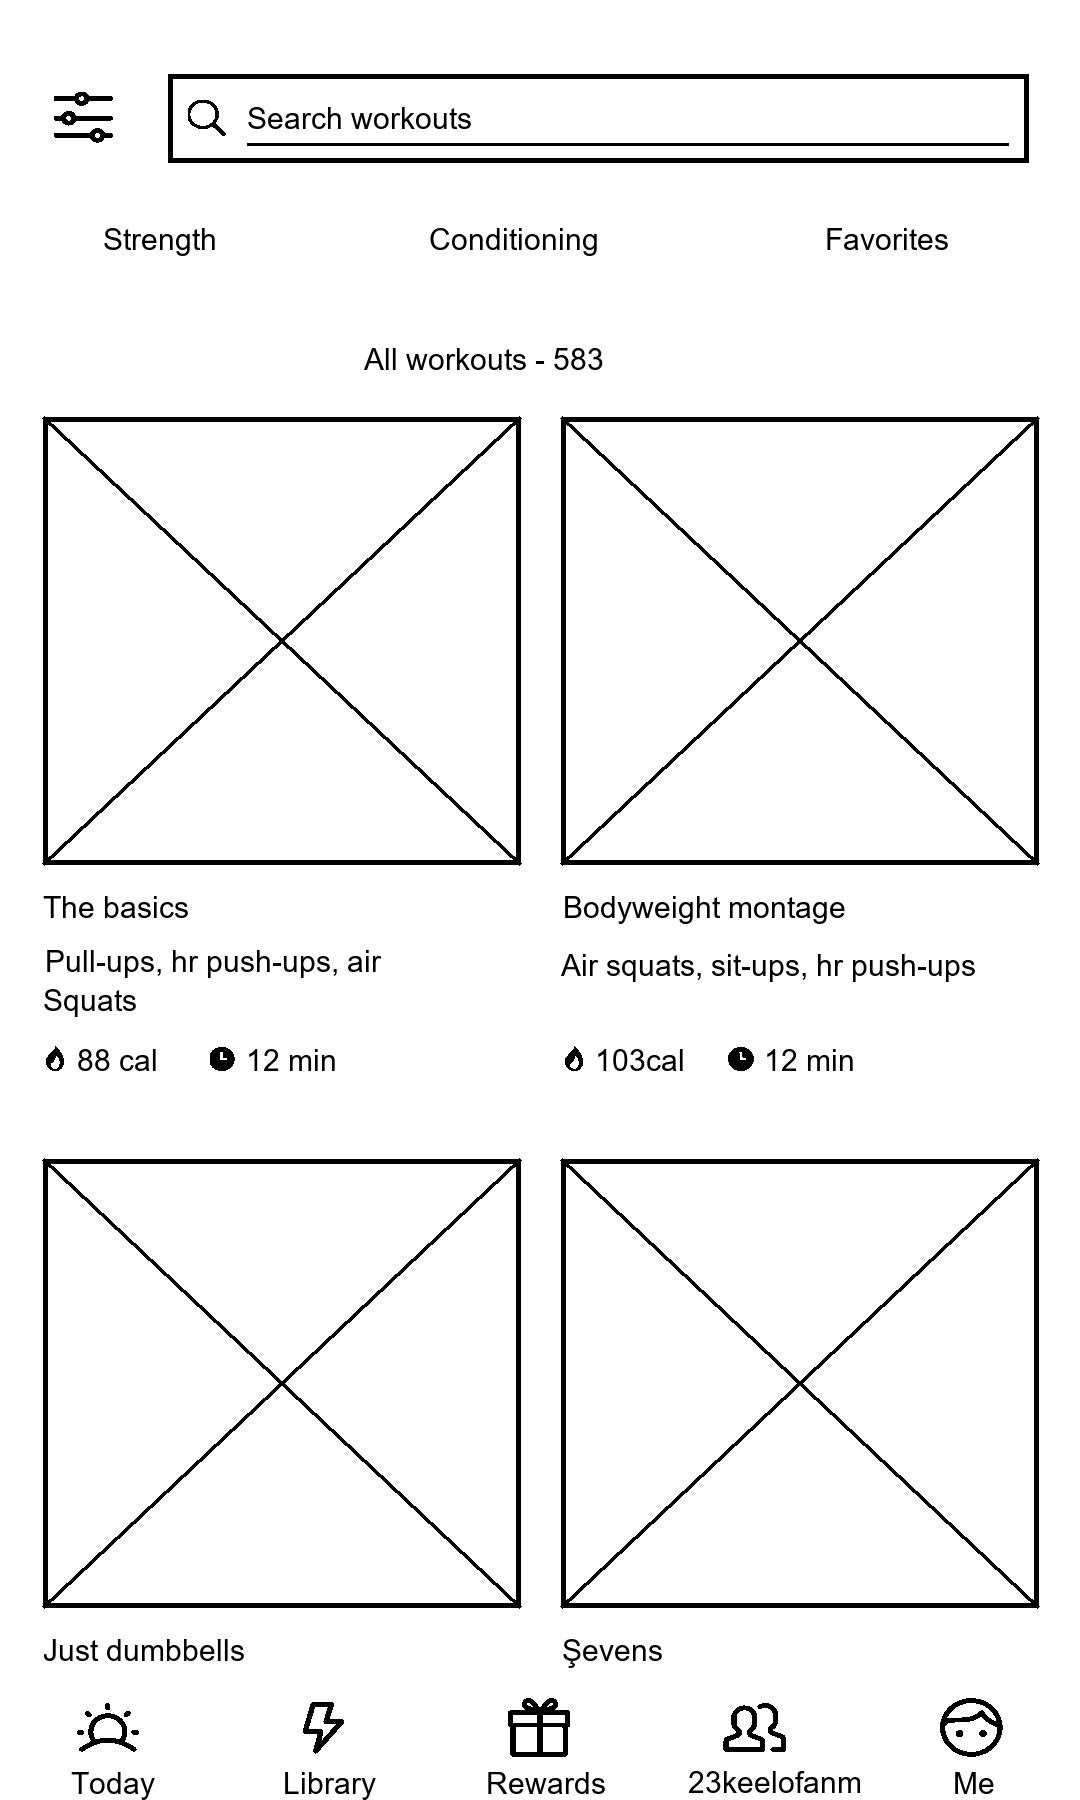 Search workouts
Strength
Conditioning
Favorites
All workouts - 583
The basics
Pull-ups, hr push-ups, air
Squats
88 cal
12 min
Bodyweight montage
Air squats, sit-ups, hr push-ups
103cal
12 min
Just dumbbells
Şevens
Today
Library
Rewards
23keelofanm
Me